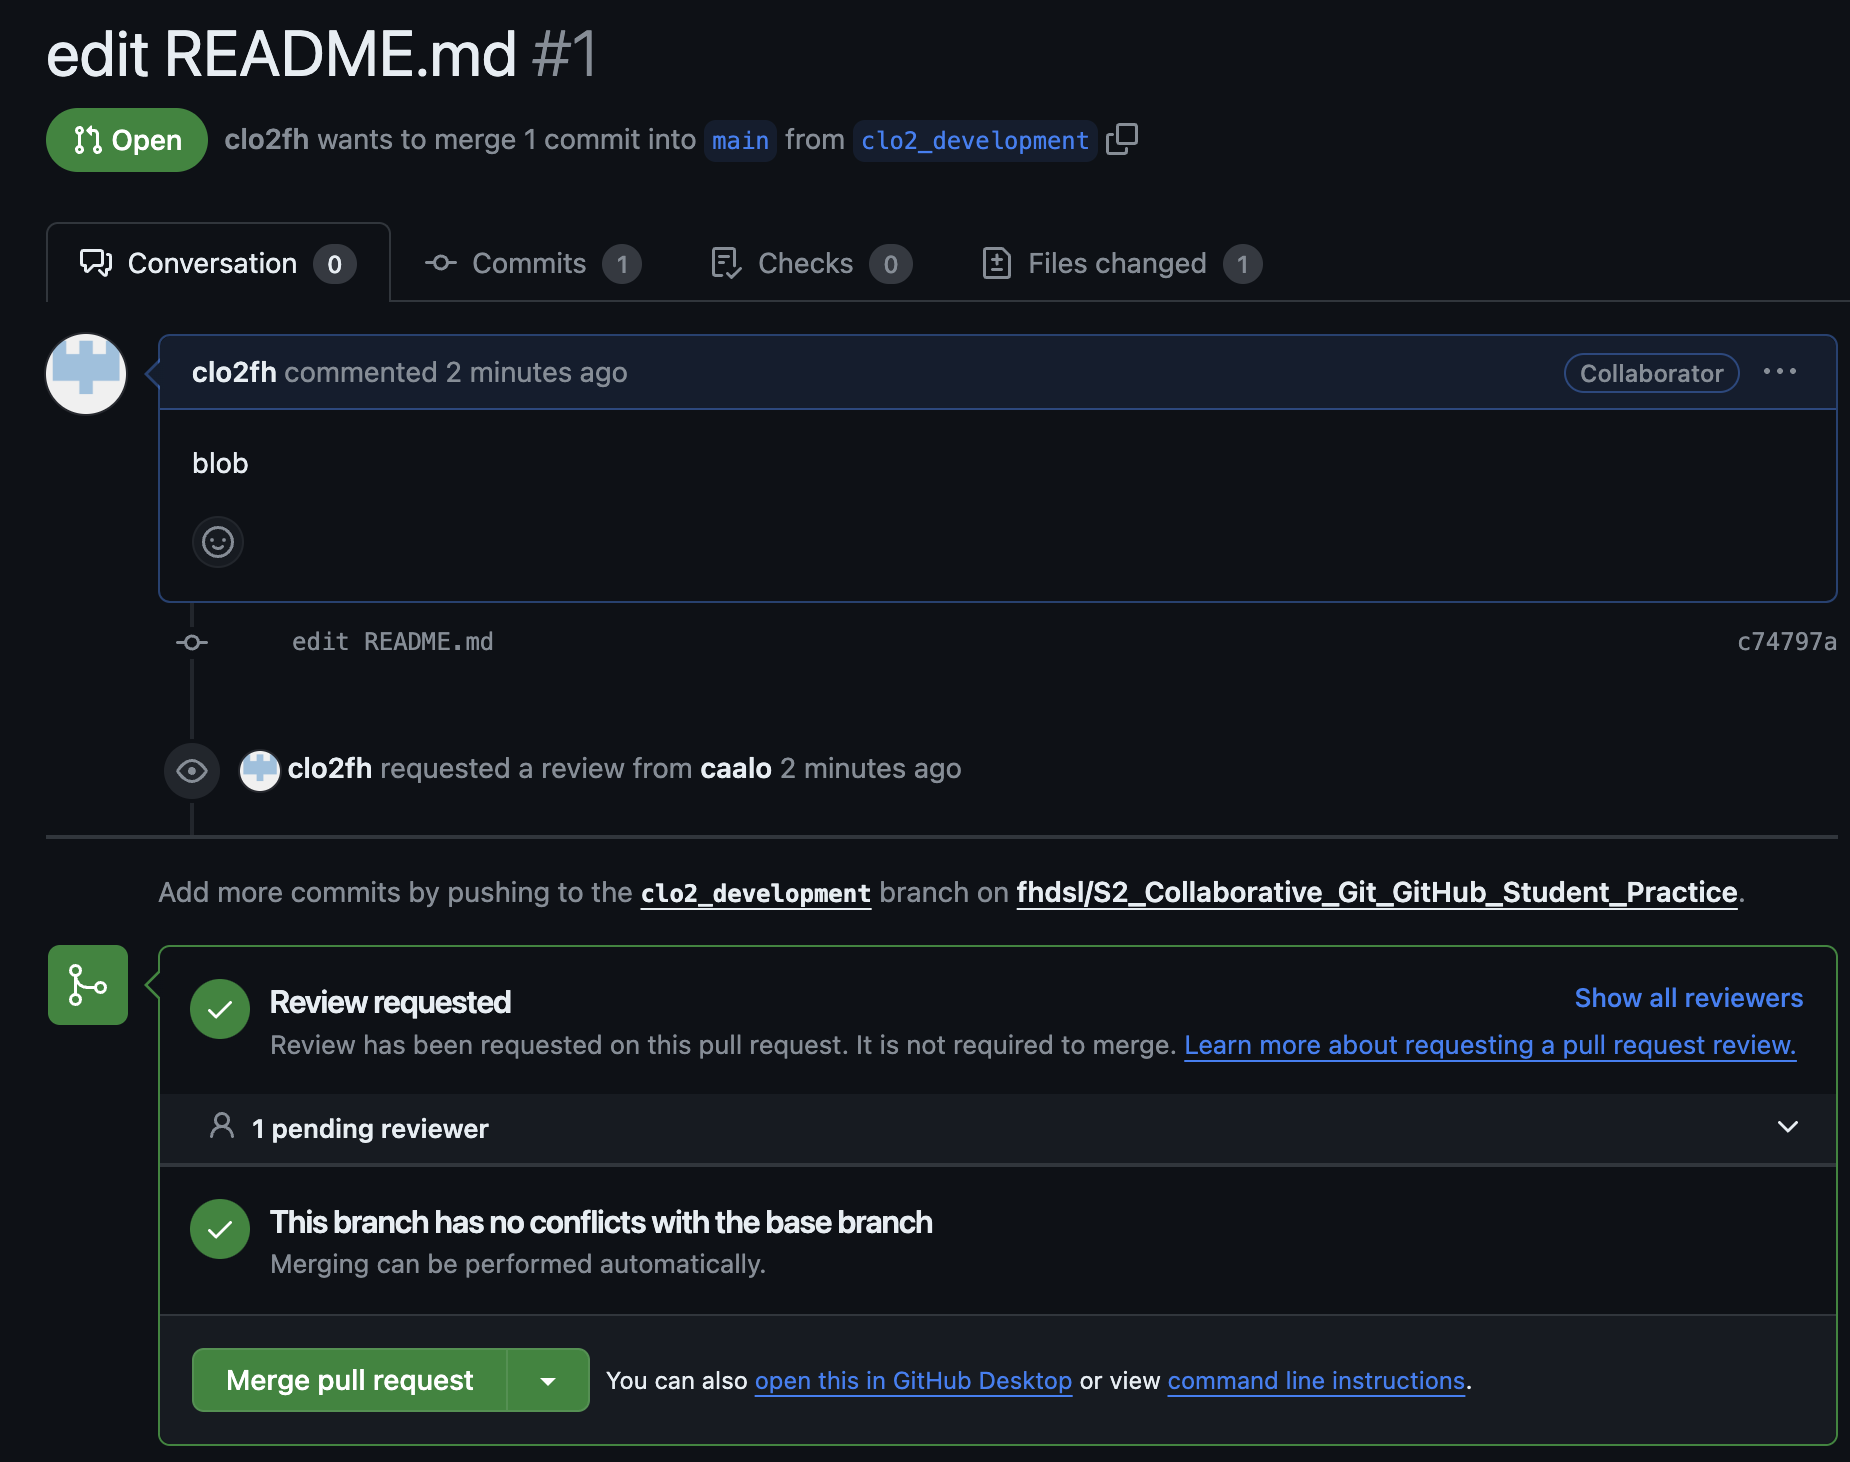 edit README.md #1
Open clo2fh wants to merge 1 commit into main from clo2_development
Conversation 0 Commits 1 Checks 0 Files changed 1
clo2fh commented 2 minutes ago Collaborator
blob
edit README.md c74797a
clo2fh requested a review from caalo 2 minutes ago
Add more commits by pushing to the clo2_development branch on fhdsl/S2_Collaborative_Git_GitHub_Student_Practice.
Review requested Show all reviewers
Review has been requested on this pull request. It is not required to merge. Learn more about requesting a pull request review.
1 pending reviewer
This branch has no conflicts with the base branch
Merging can be performed automatically.
Merge pull request You can also open this in GitHub Desktop or view command line instructions.